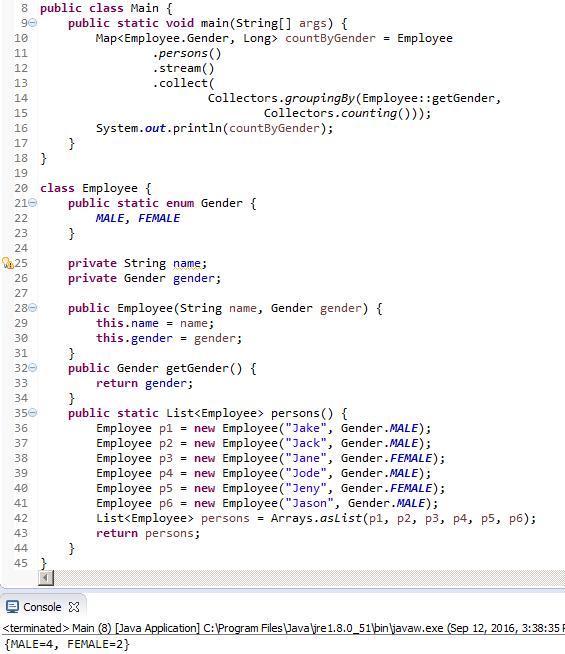 8 public class Main {
9 public static void main(String[] args) {
10 Map<Employee.Gender, Long> countByGender = Employee
11 .persons()
12 .stream()
13 .collect(
14 Collectors.groupingBy(Employee::getGender,
15 Collectors.counting()));
16 System.out.println(countByGender);
17 }
18 }
19
20 class Employee {
21 public static enum Gender {
22 MALE, FEMALE
23 }
24
25 private String name;
26 private Gender gender;
27
28 public Employee(String name, Gender gender) {
29 this.name = name;
30 this.gender = gender;
31 }
32 public Gender getGender() {
33 return gender;
34 }
35 public static List<Employee> persons() {
36 Employee p1 = new Employee("Jake", Gender.MALE);
37 Employee p2 = new Employee("Jack", Gender.MALE);
38 Employee p3 = new Employee("Jane", Gender.FEMALE);
39 Employee p4 = new Employee("Jode", Gender.MALE);
40 Employee p5 = new Employee("Jeny", Gender.FEMALE);
41 Employee p6 = new Employee("Jason", Gender.MALE);
42 List<Employee> persons = Arrays.asList(p1, p2, p3, p4, p5, p6);
43 return persons;
44 }
45 }
Console
<terminated> Main (8) [Java Application] C:\Program Files\Java\jre1.8.0_51\bin\javaw.exe (Sep 12, 2016, 3:38:35 P
{MALE=4, FEMALE=2}